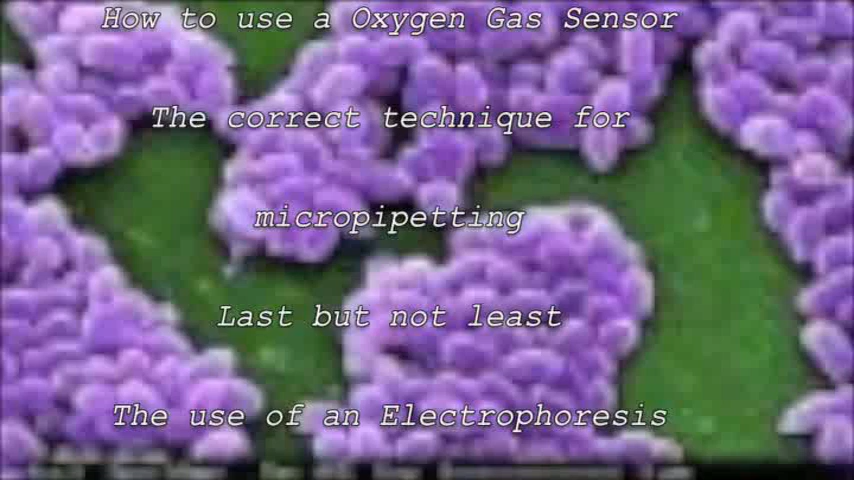 How to use a Oxygen Gas Sensor
The correct technique for
micropipetting
Last but not least
The use of an Electrophoresis